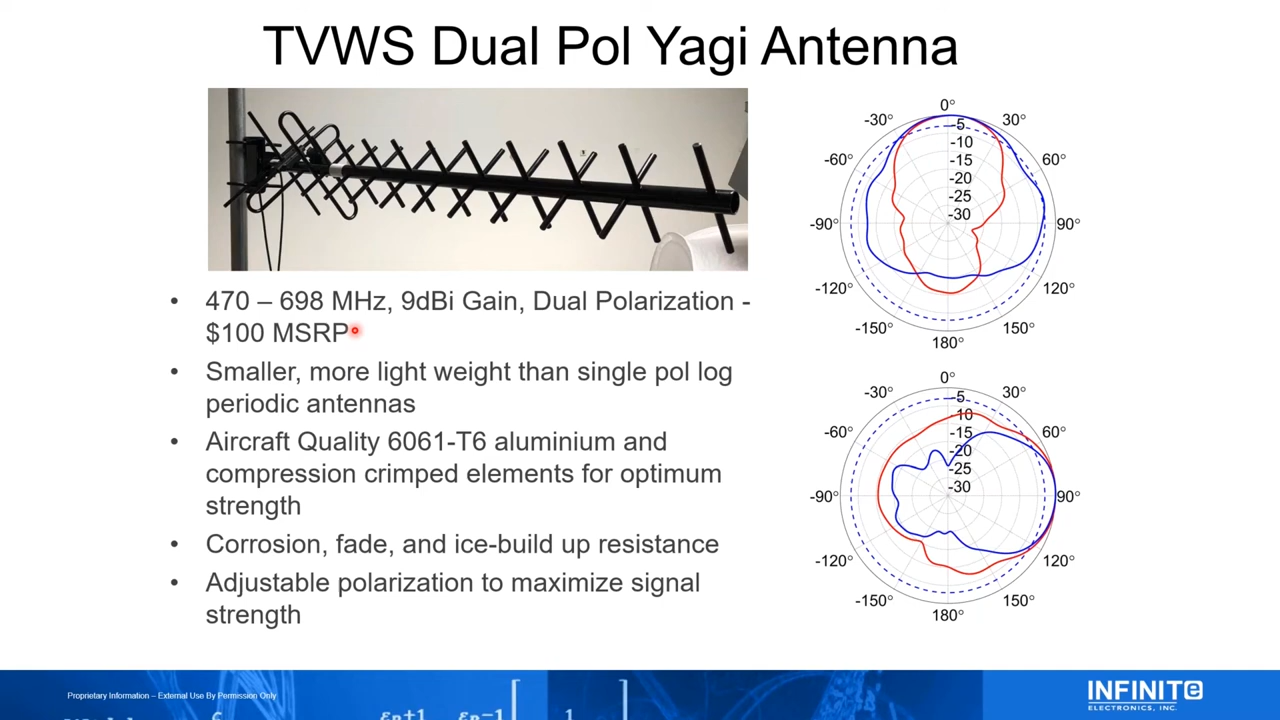 TVWS Dual Pol Yagi Antenna
• 470 – 698 MHz, 9dBi Gain, Dual Polarization -
$100 MSRP
• Smaller, more light weight than single pol log
periodic antennas
• Aircraft Quality 6061-T6 aluminium and
compression crimped elements for optimum
strength
• Corrosion, fade, and ice-build up resistance
• Adjustable polarization to maximize signal
strength
0°
-30° 30°
-5
-10
-60° 60°
-15
-20
-25
-30
-90° 90°
-120° 120°
-150° 150°
180°
0°
-30° 30°
-5
-10
-60° 60°
-15
-20
-25
-30
-90° 90°
-120° 120°
-150° 150°
180°
Proprietary Information – External Use By Permission Only
INFINITe
ELECTRONICS, INC.